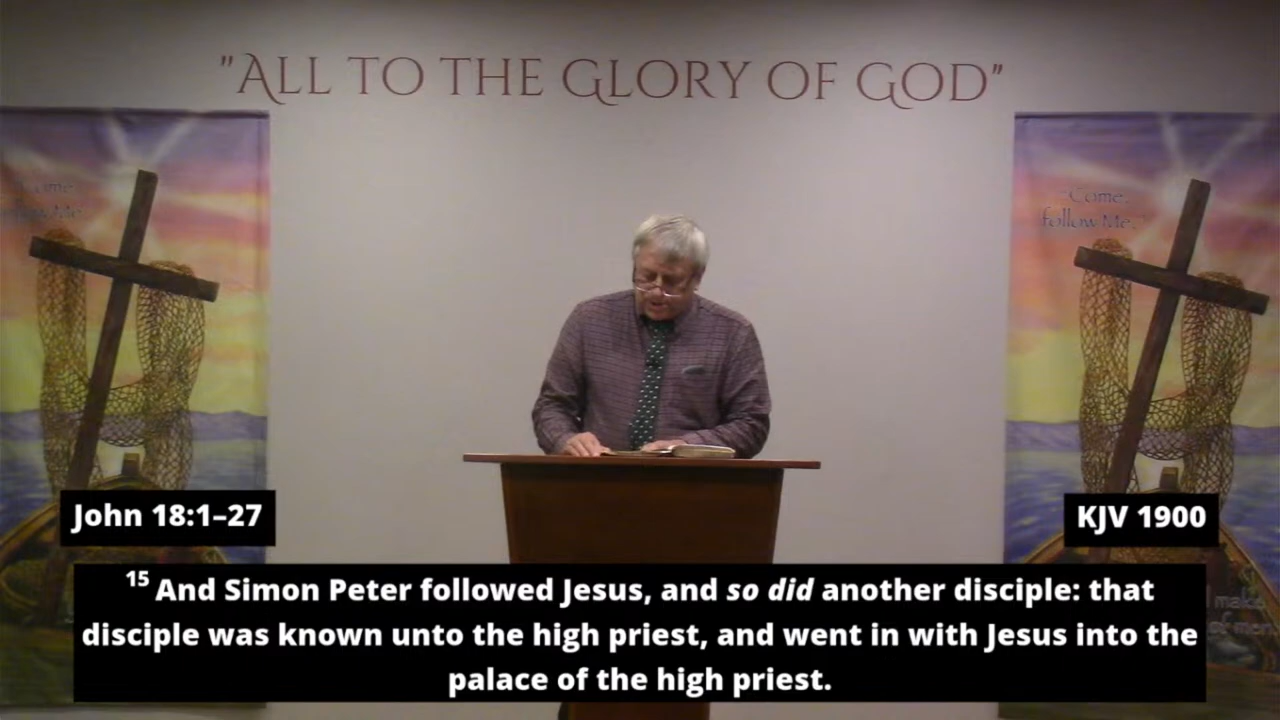 "ALL TO THE GLORY OF GOD"
"Come,
follow Me,
John 18:1–27
KJV 1900
15 And Simon Peter followed Jesus, and so did another disciple: that
disciple was known unto the high priest, and went in with Jesus into the
palace of the high priest.